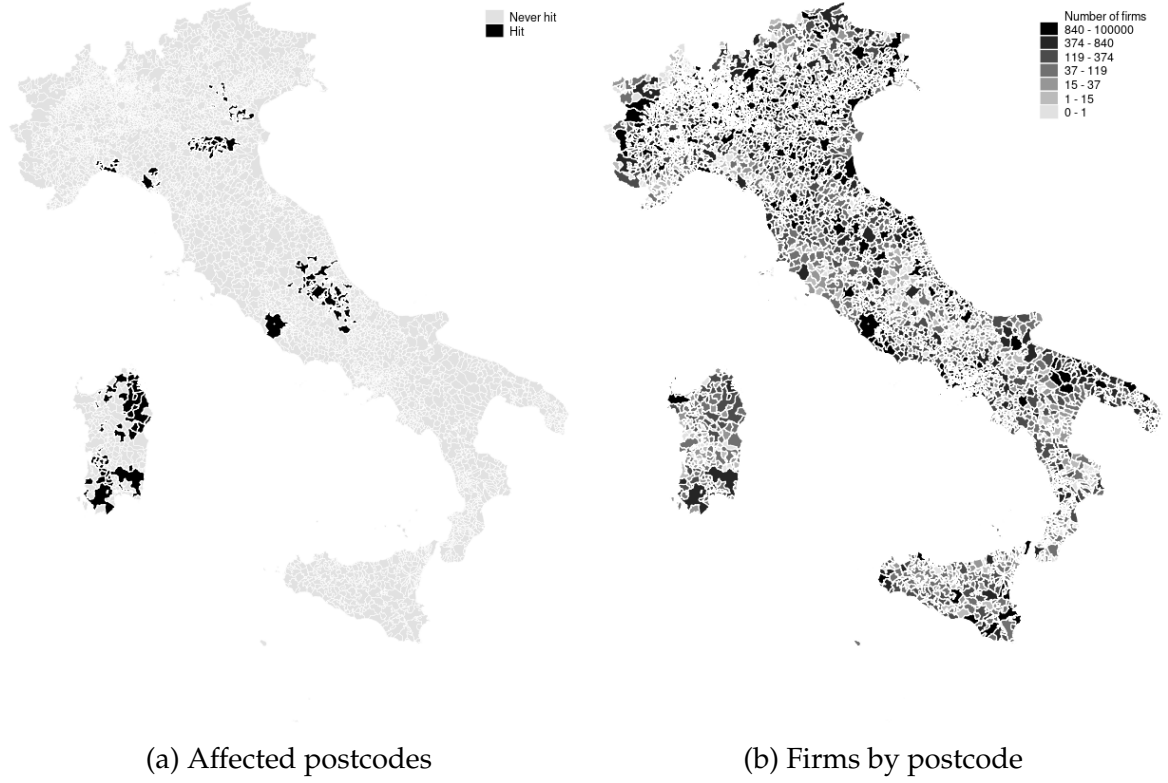 Never hit
Hit
Number of firms
840 - 100000
374 - 840
119 - 374
37 - 119
15 - 37
1 - 15
0 - 1
(a) Affected postcodes
(b) Firms by postcode